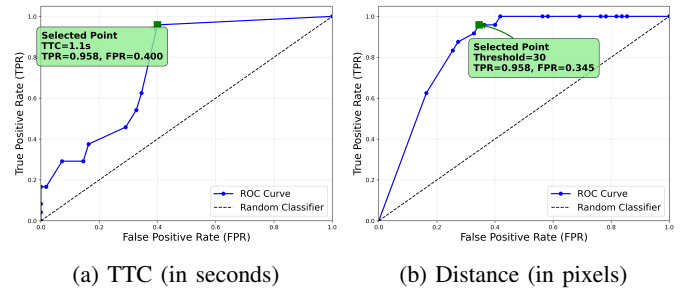 1.0
0.8
0.6
0.4
0.2
0.0
0.0
0.2
0.4
0.6
0.8
1.0
True Positive Rate (TPR)
False Positive Rate (FPR)
Selected Point
TTC=1.1s
TPR=0.958, FPR=0.400
ROC Curve
Random Classifier
(a) TTC (in seconds)
1.0
0.8
0.6
0.4
0.2
0.0
0.0
0.2
0.4
0.6
0.8
1.0
True Positive Rate (TPR)
False Positive Rate (FPR)
Selected Point
Threshold=30
TPR=0.958, FPR=0.345
ROC Curve
Random Classifier
(b) Distance (in pixels)